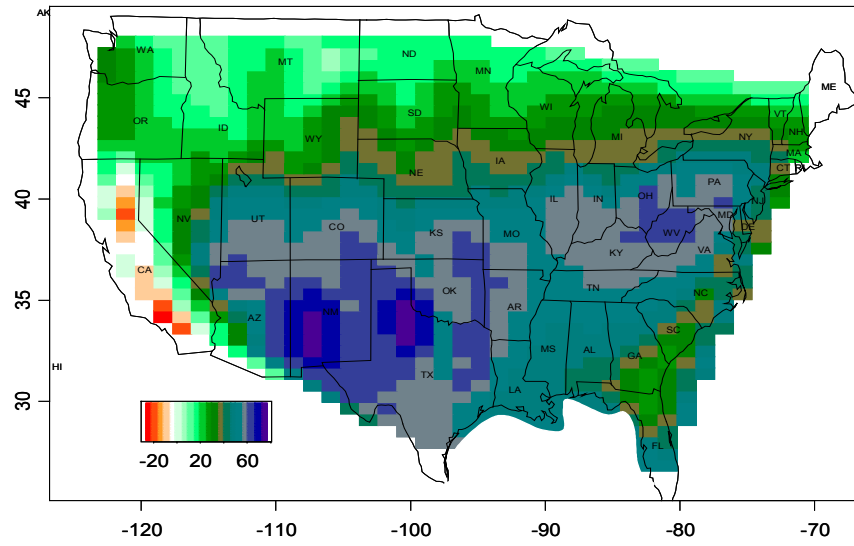 AK
WA
MT
ND
MN
ME
45
OR
ID
SD
WI
VT
WY
MI
NY
NH
MA
NE
IA
CT
40
NV
UT
CO
KS
MO
IL
IN
OH
PA
NJ
MD
DE
WV
VA
KY
CA
35
AZ
NM
OK
AR
TN
NC
SC
MS
AL
GA
HI
TX
LA
30
FL
-20 20 60
-120 -110 -100 -90 -80 -70